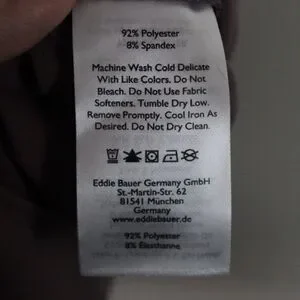 92% Polyester
8% Spandex
Machine Wash Cold Delicate
With Like Colors. Do Not
Bleach. Do Not Use Fabric
Softeners. Tumble Dry Low.
Remove Promptly. Cool Iron As
Desired. Do Not Dry Clean.
Eddie Bauer Germany GmbH
St.-Martin-Str. 62
81541 München
Germany
www.eddiebauer.de
92% Polyester
8% Élasthanne